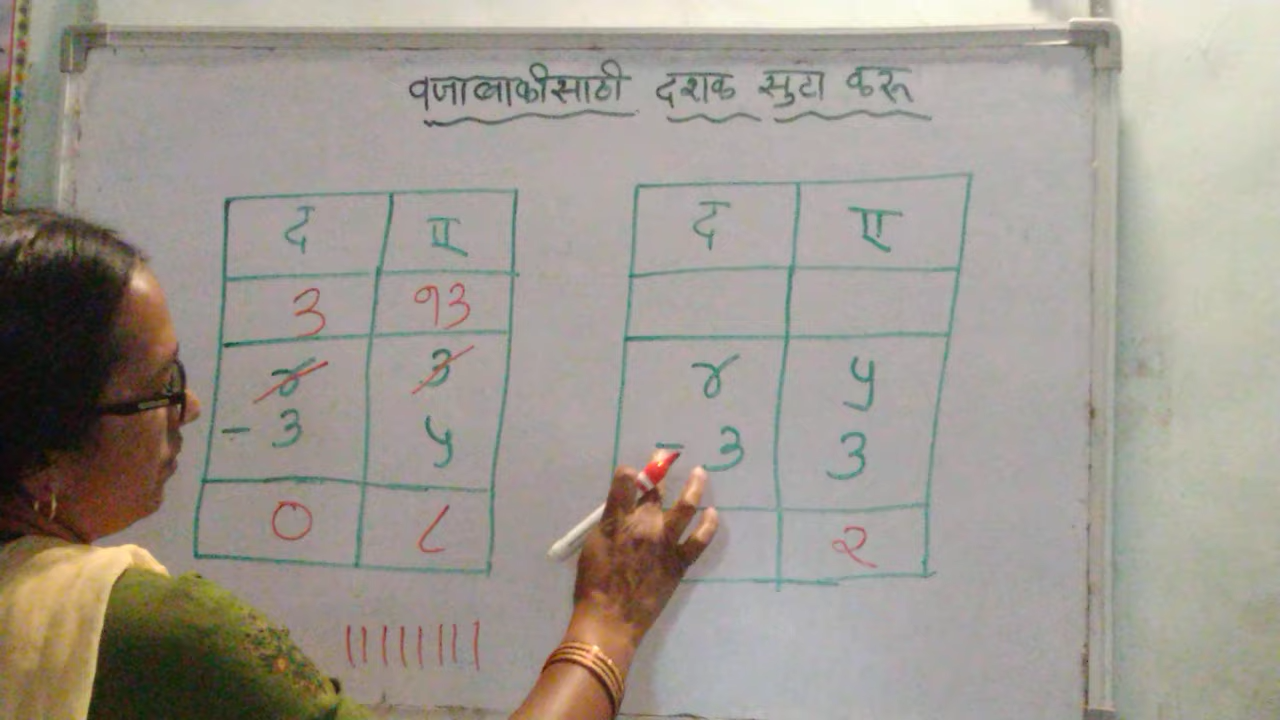 वजाबाकीसाठी दशक सुटा करू
द ए
३ १३
४ ३
- ३ ५
० ८
द ए
४ ५
- ३ ३
२